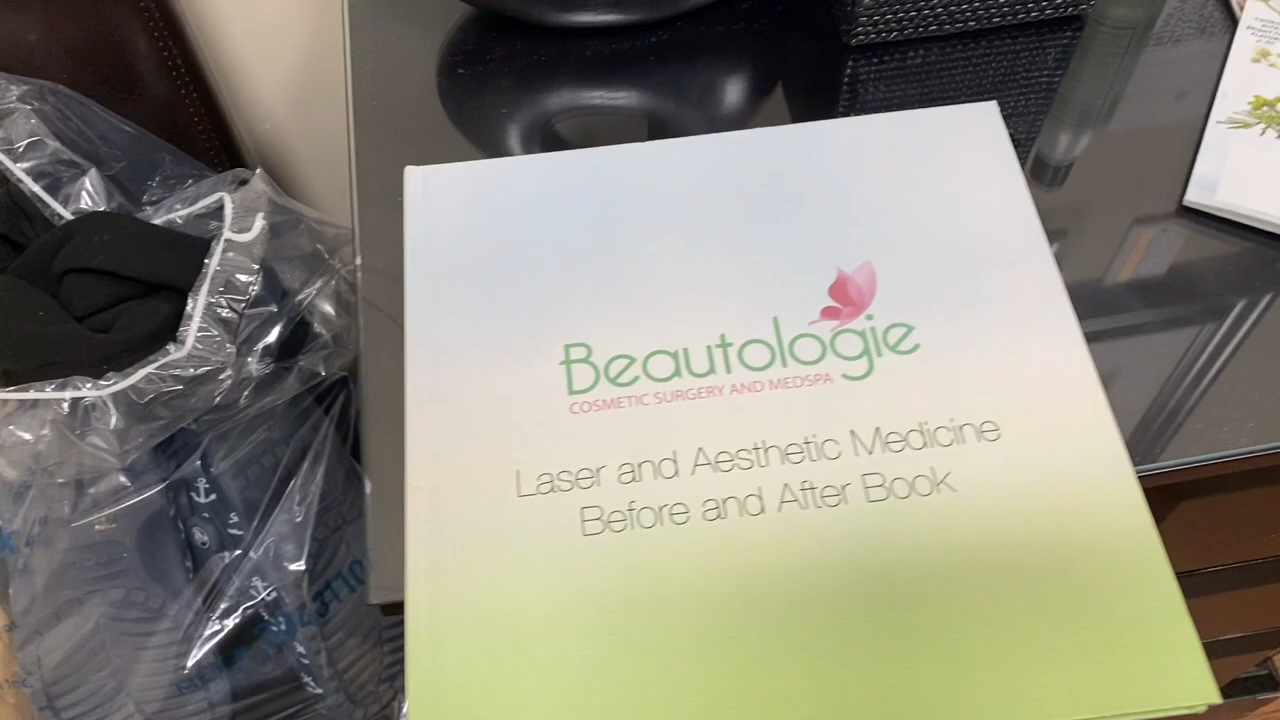 Beautologie
COSMETIC SURGERY AND MEDSPA
Laser and Aesthetic Medicine
Before and After Book